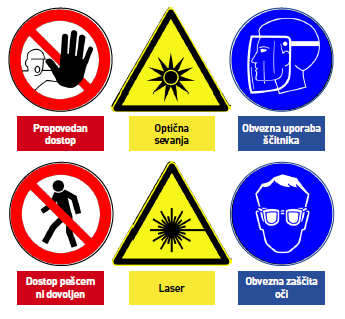 Prepovedan
dostop
Optična
sevanja
Obvezna uporaba
ščitnika
Dostop pešcem
ni dovoljen
Laser
Obvezna zaščita
oči